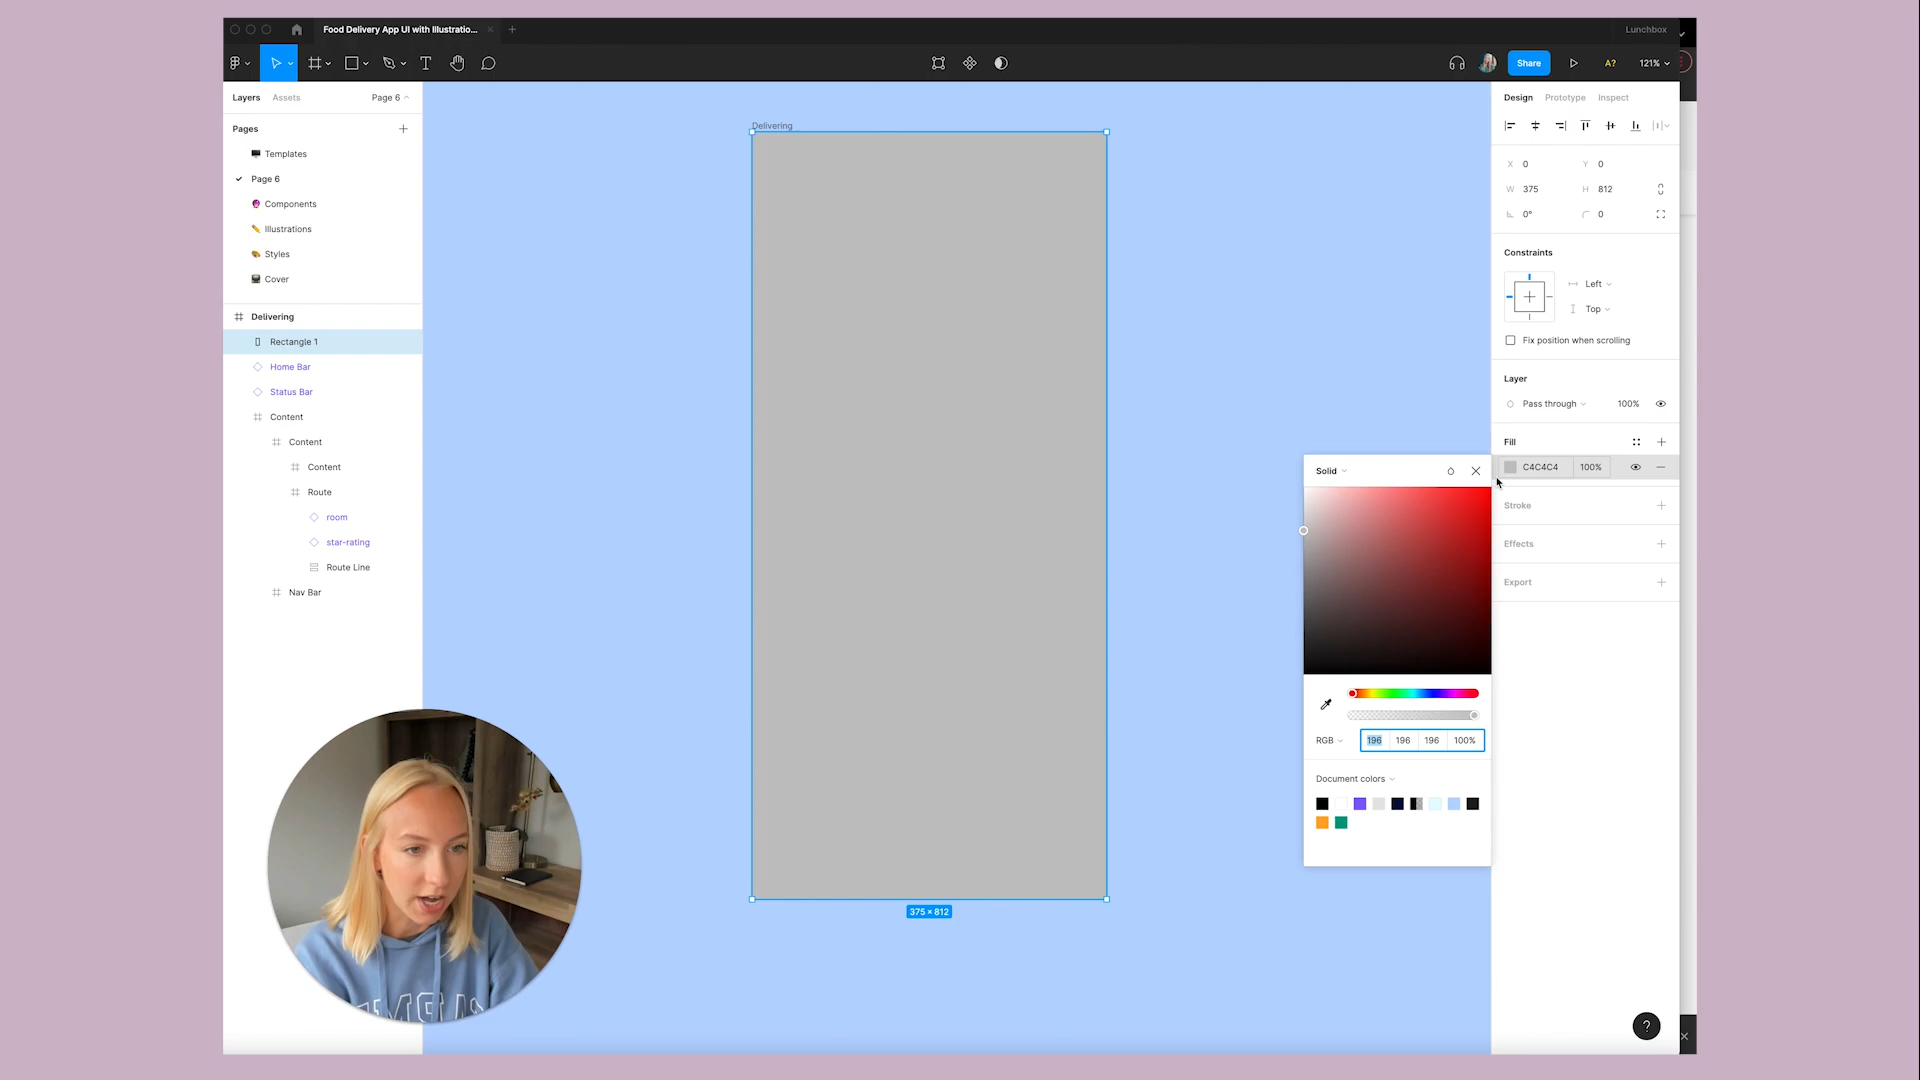 Food Delivery App UI with Illustratio...
Lunchbox
Share
A?
121%
Layers
Assets
Page 6
Pages
Templates
Page 6
Components
Illustrations
Styles
Cover
Delivering
Rectangle 1
Home Bar
Status Bar
Content
Content
Content
Route
room
star-rating
Route Line
Nav Bar
Delivering
375 × 812
Design
Prototype
Inspect
X 0
Y 0
W 375
H 812
0°
0
Constraints
Left
Top
Fix position when scrolling
Layer
Pass through
100%
Fill
C4C4C4
100%
Stroke
Effects
Export
Solid
RGB
196
196
196
100%
Document colors
?